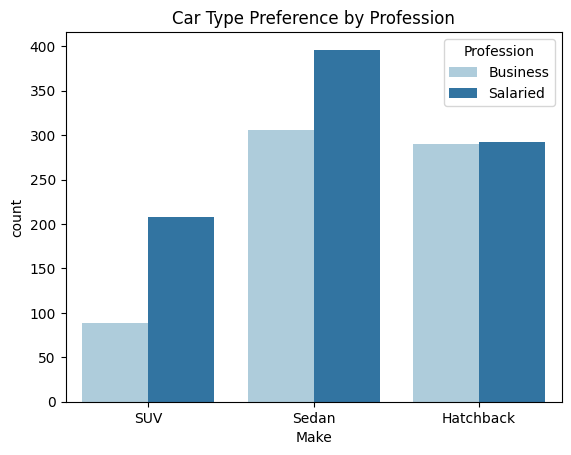 Car Type Preference by Profession
Profession
Business
Salaried
count
400
350
300
250
200
150
100
50
0
SUV Sedan Hatchback
Make